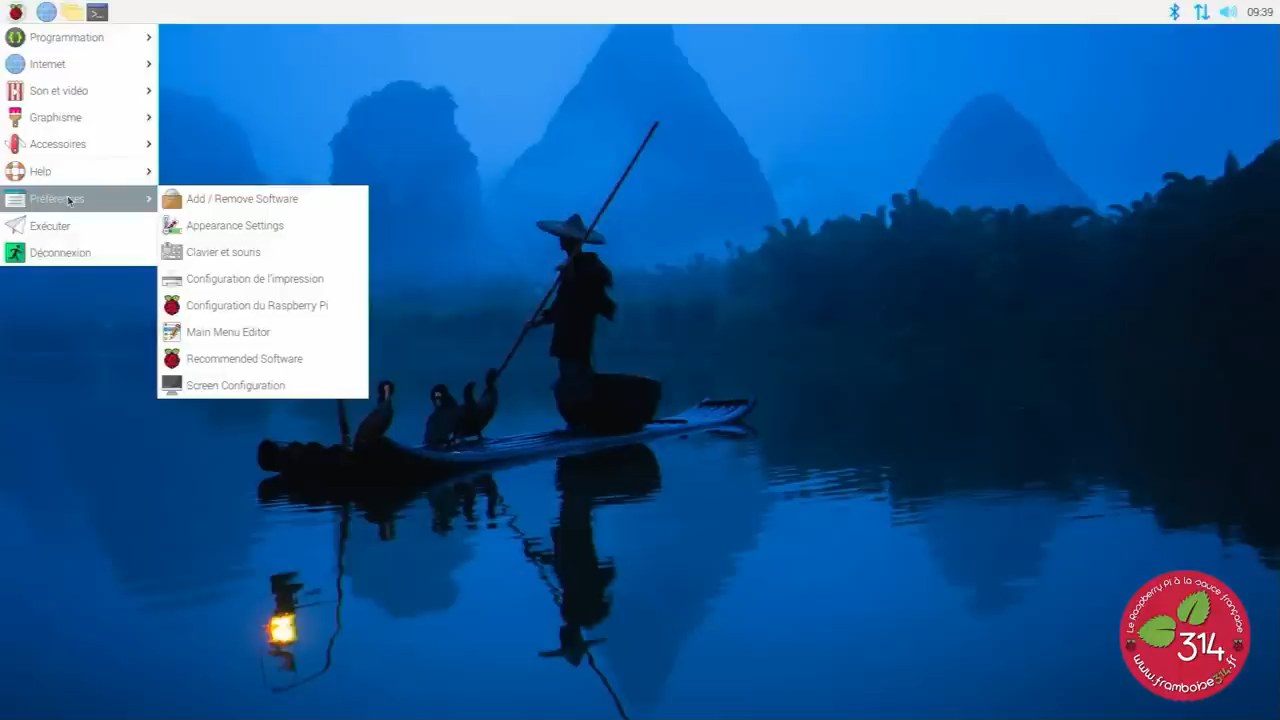 09:39
Programmation
Internet
Son et vidéo
Graphisme
Accessoires
Help
Préférences
Exécuter
Déconnexion
Add / Remove Software
Appearance Settings
Clavier et souris
Configuration de l'impression
Configuration du Raspberry Pi
Main Menu Editor
Recommended Software
Screen Configuration
Le Raspberry Pi à la sauce française
314
www.framboise314.fr